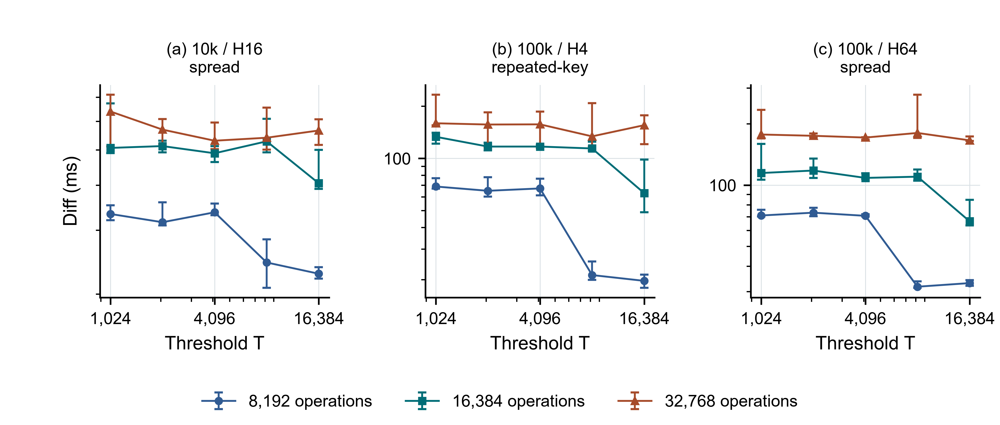 (a) 10k / H16
spread
(b) 100k / H4
repeated-key
(c) 100k / H64
spread
Diff (ms)
100
100
1,024
4,096
16,384
1,024
4,096
16,384
1,024
4,096
16,384
Threshold T
Threshold T
Threshold T
8,192 operations
16,384 operations
32,768 operations